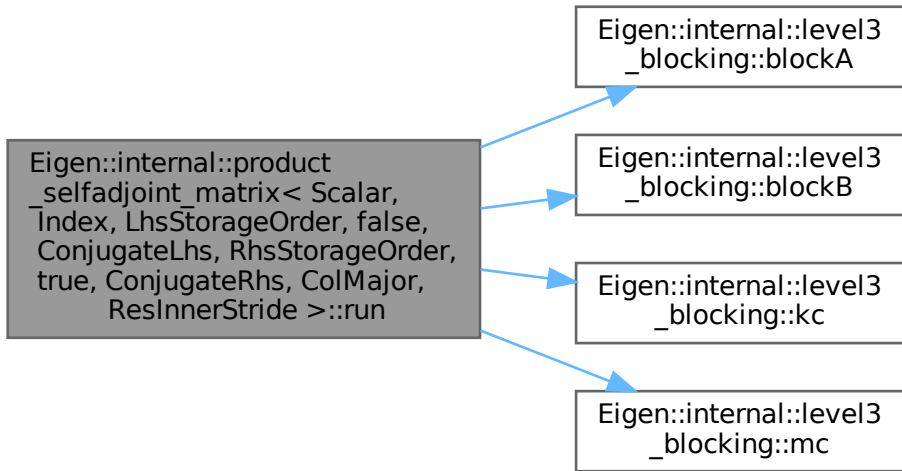 Eigen::internal::product
_selfadjoint_matrix< Scalar,
Index, LhsStorageOrder, false,
ConjugateLhs, RhsStorageOrder,
true, ConjugateRhs, ColMajor,
ResInnerStride >::run
Eigen::internal::level3
_blocking::blockA
Eigen::internal::level3
_blocking::blockB
Eigen::internal::level3
_blocking::kc
Eigen::internal::level3
_blocking::mc